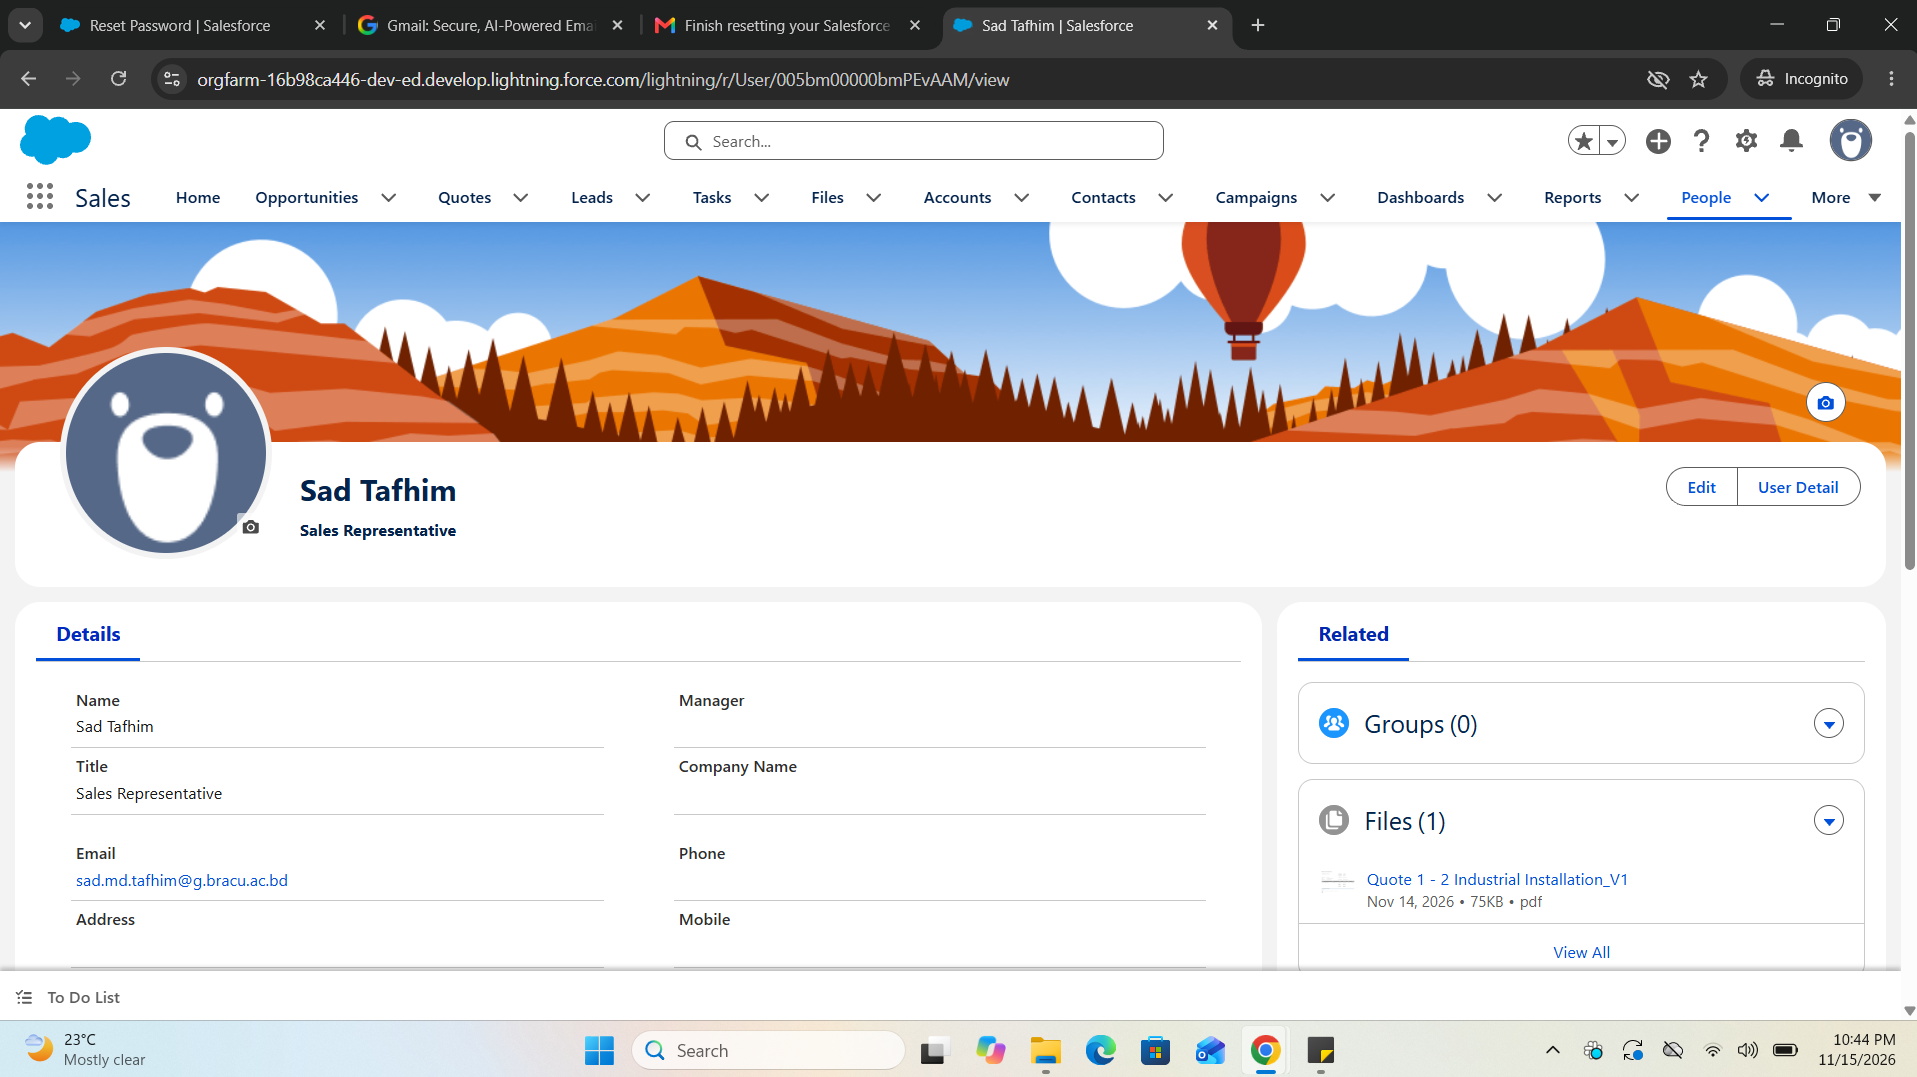 Reset Password | Salesforce
Gmail: Secure, AI-Powered Emai
Finish resetting your Salesforce
Sad Tafhim | Salesforce
orgfarm-16b98ca446-dev-ed.develop.lightning.force.com/lightning/r/User/005bm00000bmPEvAAM/view
Incognito
Search...
Sales
Home
Opportunities
Quotes
Leads
Tasks
Files
Accounts
Contacts
Campaigns
Dashboards
Reports
People
More
Sad Tafhim
Sales Representative
Edit
User Detail
Details
Name
Sad Tafhim
Manager
Title
Sales Representative
Company Name
Email
sad.md.tafhim@g.bracu.ac.bd
Phone
Address
Mobile
Related
Groups (0)
Files (1)
Quote 1 - 2 Industrial Installation_V1
Nov 14, 2026 • 75KB • pdf
View All
To Do List
23°C
Mostly clear
Search
10:44 PM
11/15/2026